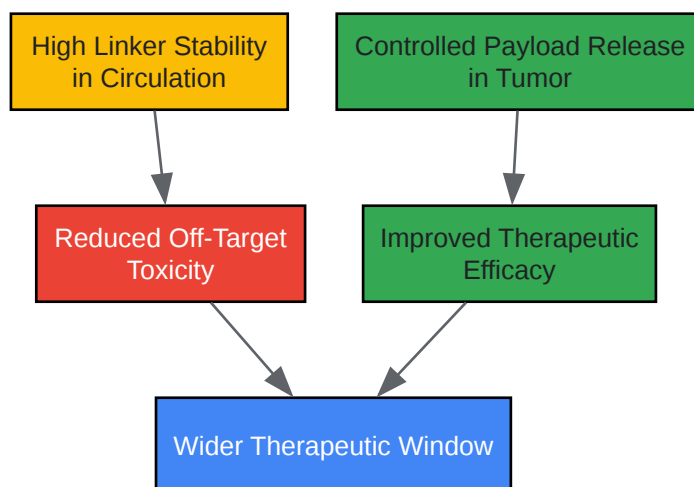 High Linker Stability
in Circulation
Controlled Payload Release
in Tumor
Reduced Off-Target
Toxicity
Improved Therapeutic
Efficacy
Wider Therapeutic Window